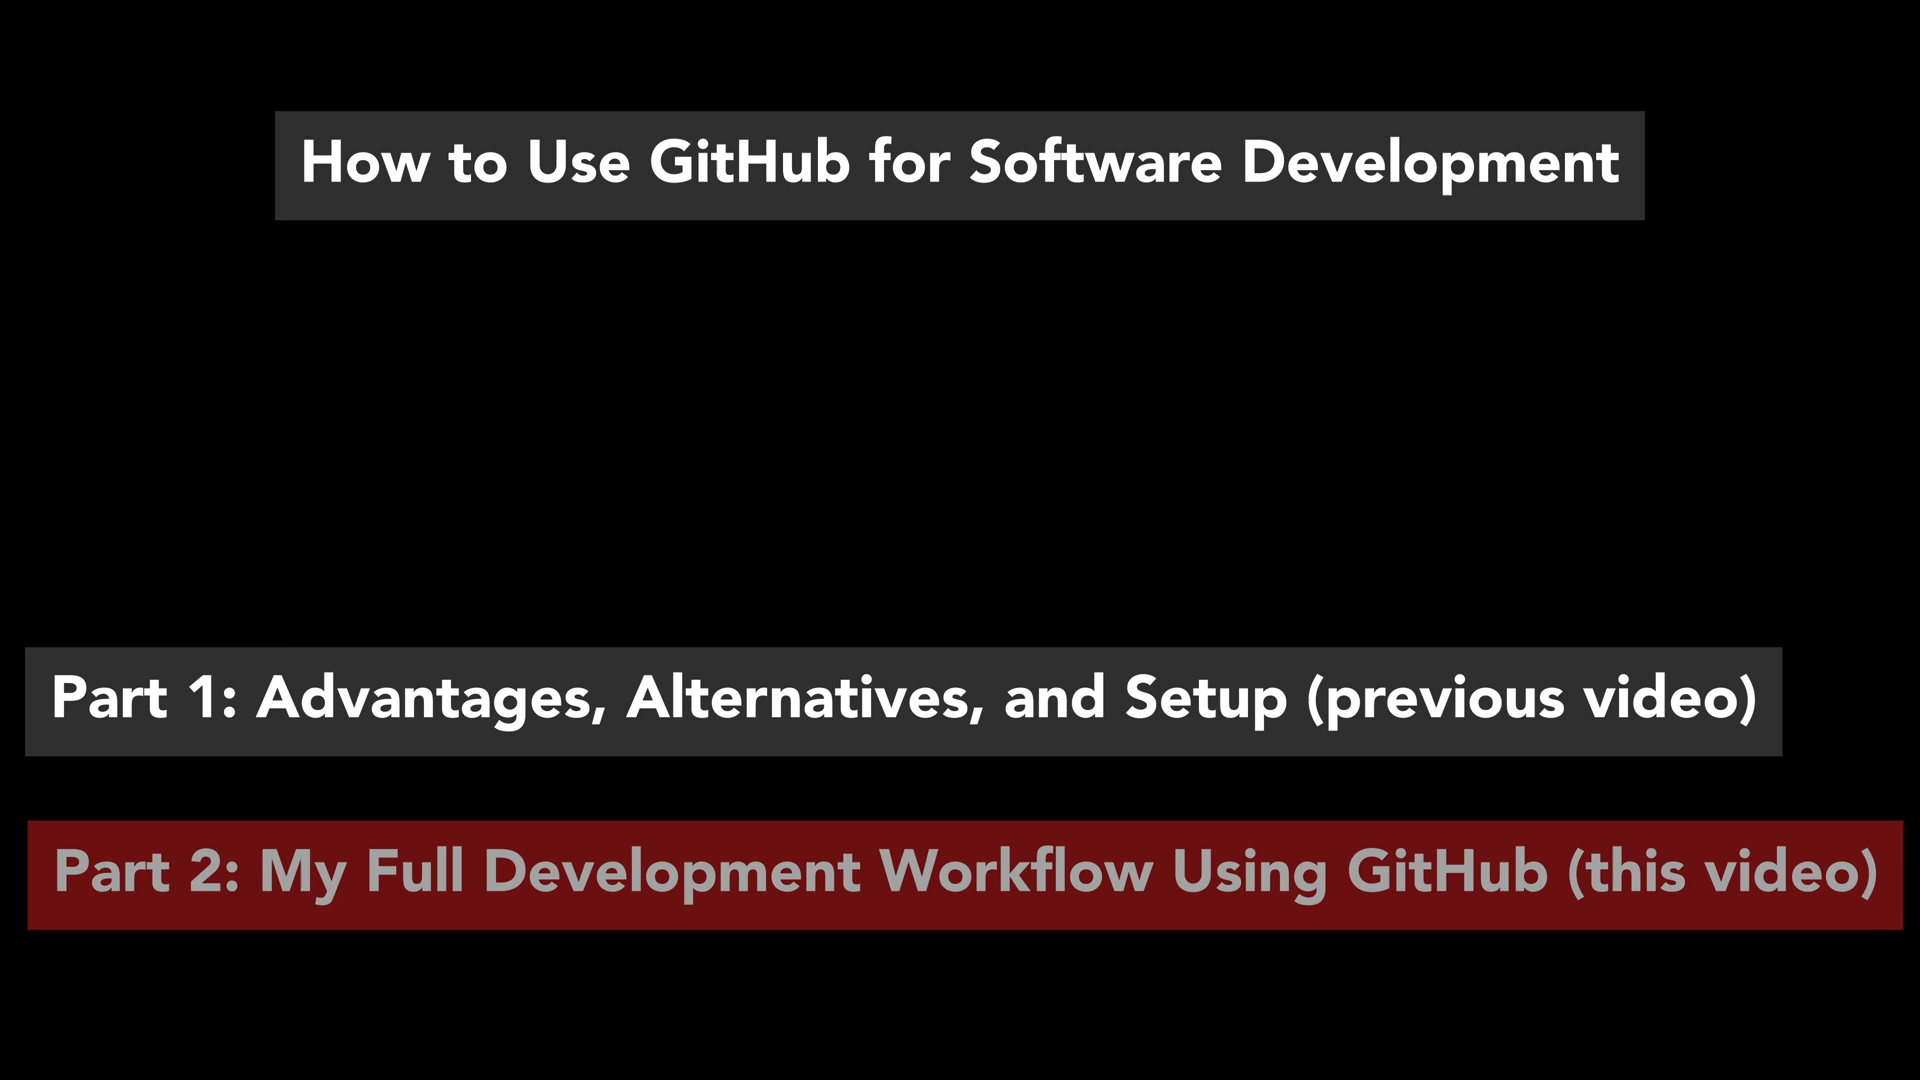 How to Use GitHub for Software Development
Part 1: Advantages, Alternatives, and Setup (previous video)
Part 2: My Full Development Workflow Using GitHub (this video)